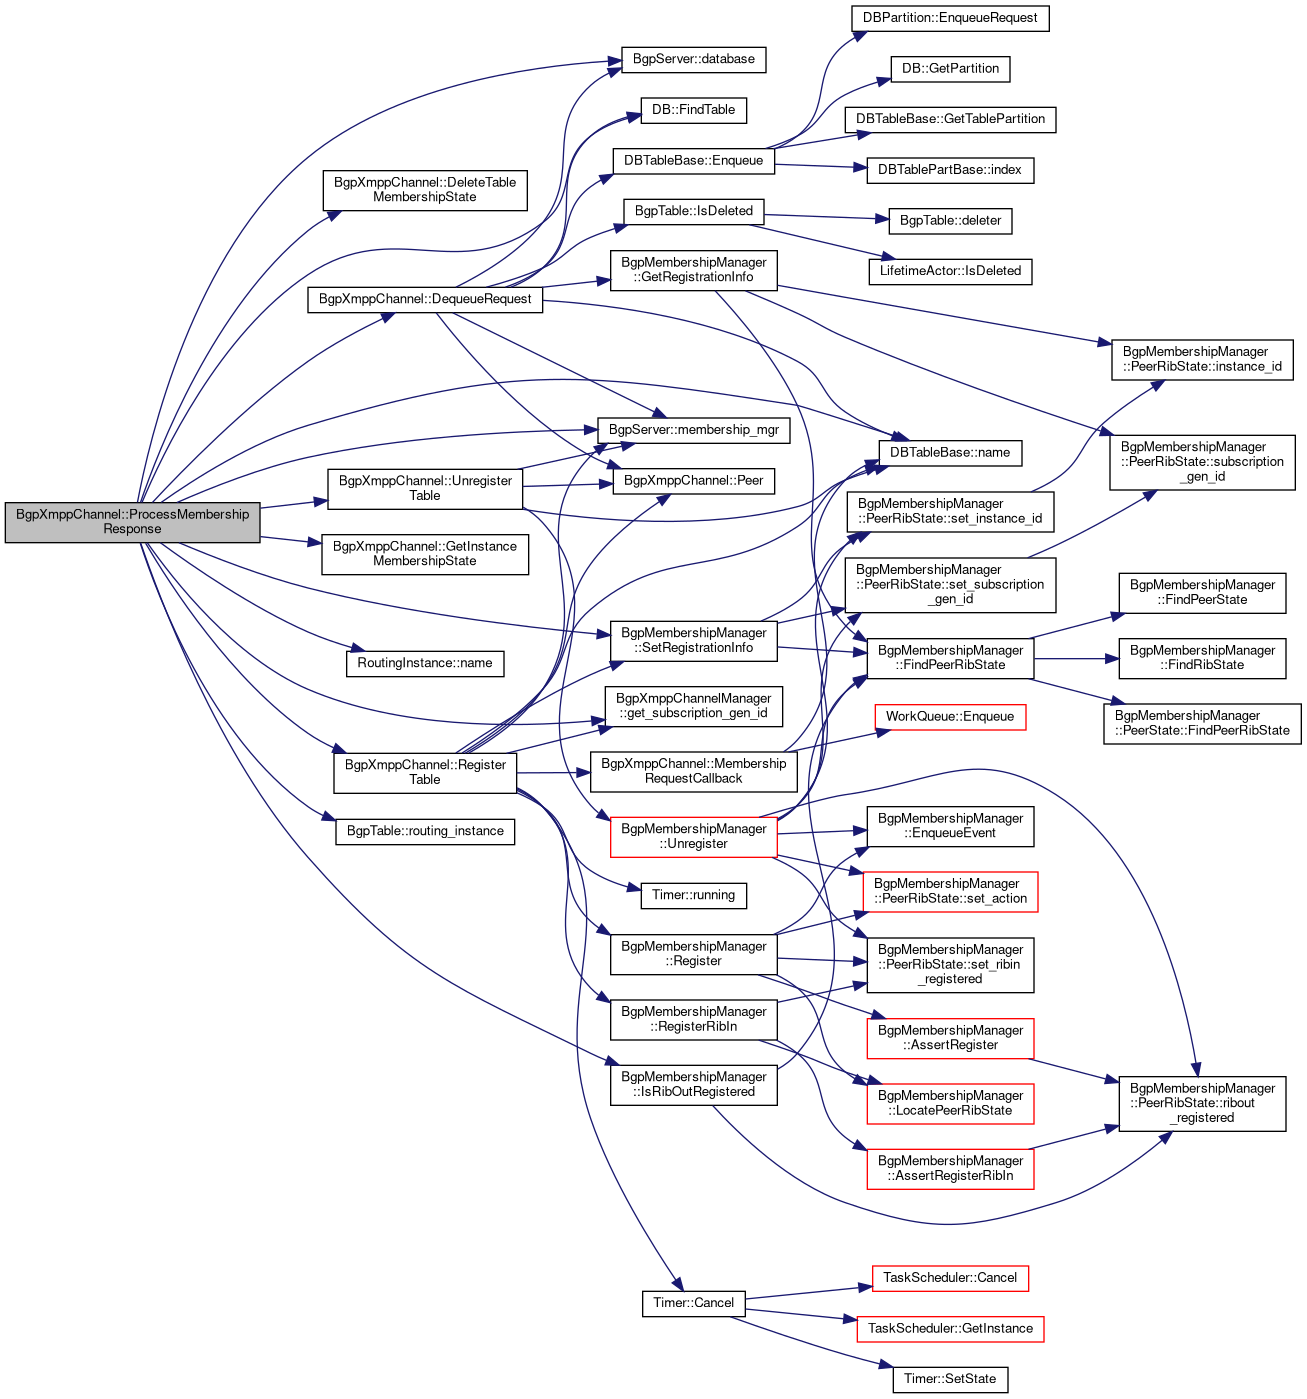 DBPartition::EnqueueRequest
BgpServer::database
DB::GetPartition
DB::FindTable
DBTableBase::GetTablePartition
DBTableBase::Enqueue
DBTablePartBase::index
BgpXmppChannel::DeleteTable
MembershipState
BgpTable::IsDeleted
BgpTable::deleter
BgpMembershipManager
::GetRegistrationInfo
LifetimeActor::IsDeleted
BgpXmppChannel::DequeueRequest
BgpMembershipManager
::PeerRibState::instance_id
BgpServer::membership_mgr
DBTableBase::name
BgpMembershipManager
::PeerRibState::subscription
_gen_id
BgpXmppChannel::Unregister
Table
BgpXmppChannel::Peer
BgpXmppChannel::ProcessMembership
Response
BgpMembershipManager
::PeerRibState::set_instance_id
BgpXmppChannel::GetInstance
MembershipState
BgpMembershipManager
::PeerRibState::set_subscription
_gen_id
BgpMembershipManager
::FindPeerState
BgpMembershipManager
::SetRegistrationInfo
RoutingInstance::name
BgpMembershipManager
::FindPeerRibState
BgpMembershipManager
::FindRibState
BgpXmppChannelManager
::get_subscription_gen_id
WorkQueue::Enqueue
BgpMembershipManager
::PeerState::FindPeerRibState
BgpXmppChannel::Register
Table
BgpXmppChannel::Membership
RequestCallback
BgpTable::routing_instance
BgpMembershipManager
::Unregister
BgpMembershipManager
::EnqueueEvent
Timer::running
BgpMembershipManager
::PeerRibState::set_action
BgpMembershipManager
::Register
BgpMembershipManager
::PeerRibState::set_ribin
_registered
BgpMembershipManager
::RegisterRibIn
BgpMembershipManager
::AssertRegister
BgpMembershipManager
::IsRibOutRegistered
BgpMembershipManager
::LocatePeerRibState
BgpMembershipManager
::PeerRibState::ribout
_registered
BgpMembershipManager
::AssertRegisterRibIn
TaskScheduler::Cancel
Timer::Cancel
TaskScheduler::GetInstance
Timer::SetState